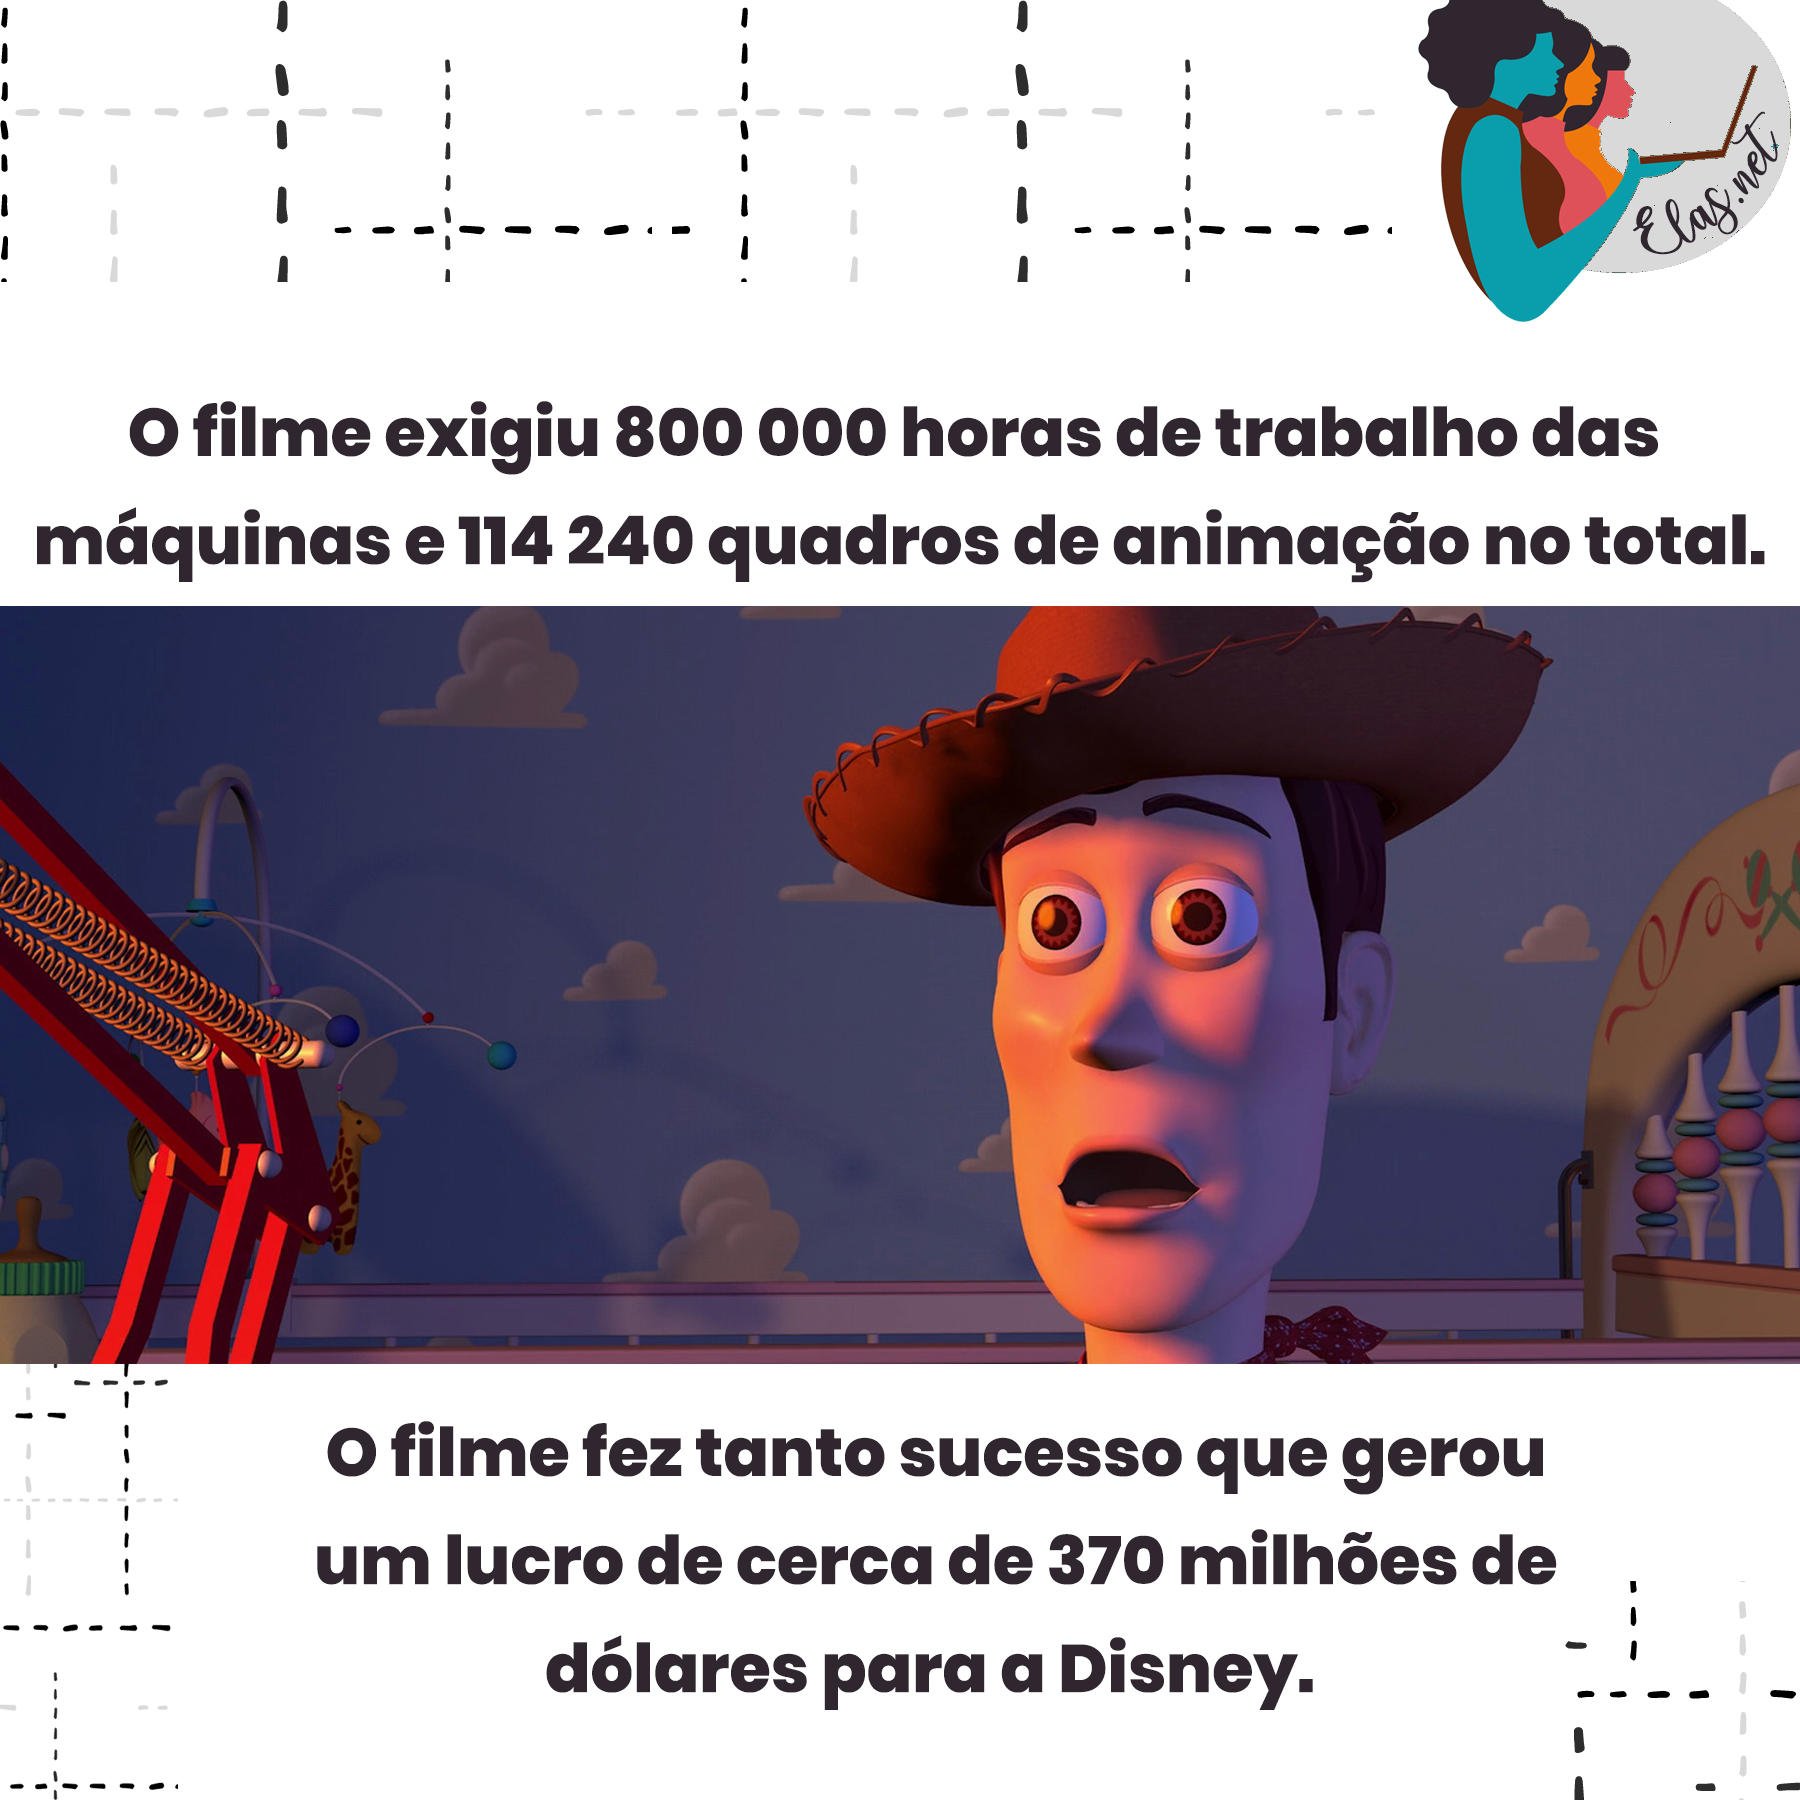 Elas.net
O filme exigiu 800 000 horas de trabalho das
máquinas e 114 240 quadros de animação no total.
O filme fez tanto sucesso que gerou
um lucro de cerca de 370 milhões de
dólares para a Disney.